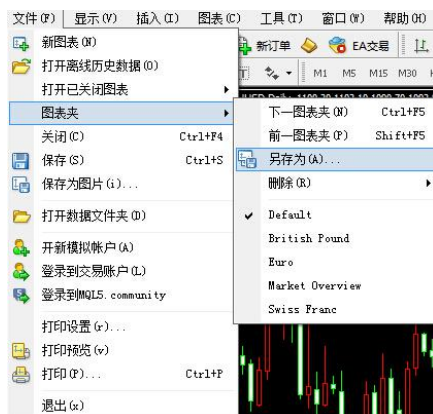 文件(F) 显示(V) 插入(I) 图表(C) 工具(T) 窗口(W) 帮助(H)
新订单 EA交易
M1 M5 M15 M30
新图表(N)
打开离线历史数据(O)
打开已关闭图表
图表夹
关闭(C) Ctrl+F4
保存(S) Ctrl+S
保存为图片(i)...
打开数据文件夹(D)
开新模拟帐户(A)
登录到交易账户(L)
登录到MQL5.community
打印设置(r)...
打印预览(v)
打印(P)... Ctrl+P
退出(x)
下一图表夹(N) Ctrl+F5
前一图表夹(P) Shift+F5
另存为(A)...
删除(R)
Default
British Pound
Euro
Market Overview
Swiss Franc